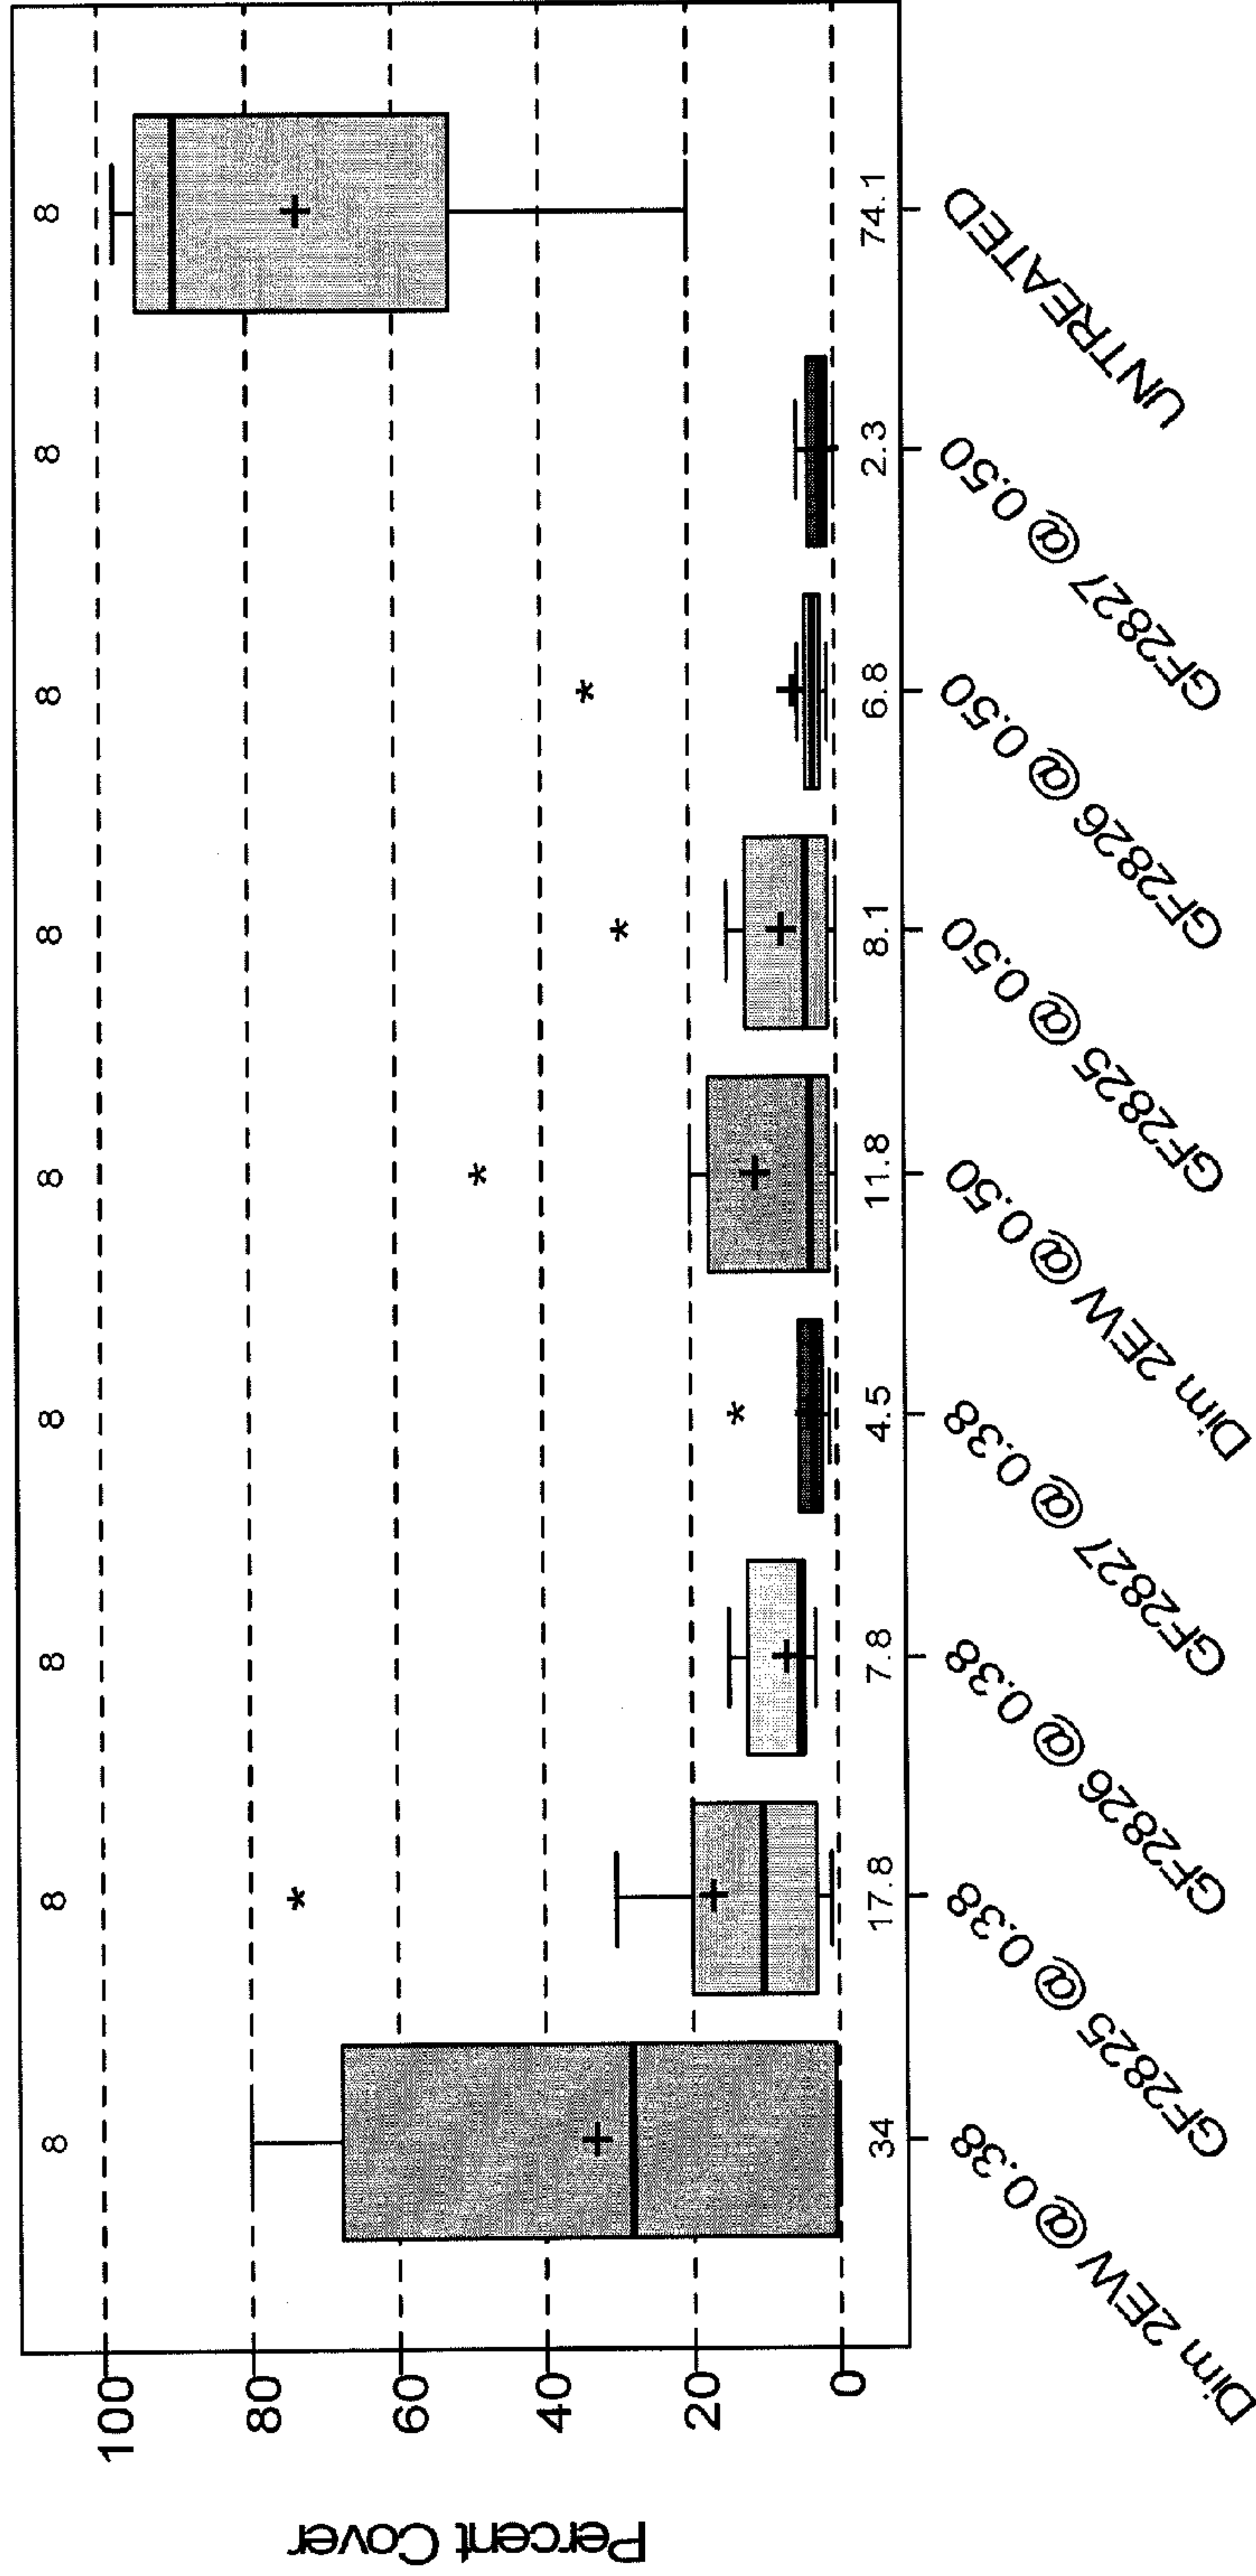 8 8 8 8 8 8 8 8 8
Percent Cover
100
80
60
40
20
0
34 17.8 7.8 4.5 11.8 8.1 6.8 2.3 74.1
Dim 2EW @ 0.38
GF2825 @ 0.38
GF2826 @ 0.38
GF2827 @ 0.38
Dim 2EW @ 0.50
GF2825 @ 0.50
GF2826 @ 0.50
GF2827 @ 0.50
UNTREATED